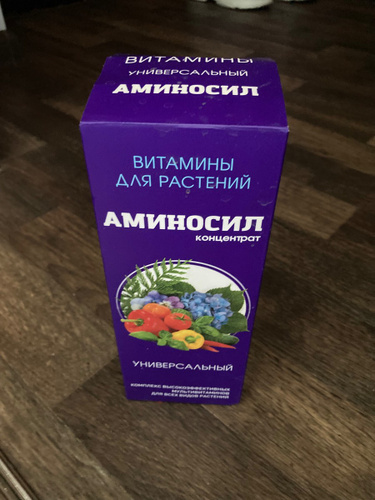 ВИТАМИНЫ
УНИВЕРСАЛЬНЫЙ
АМИНОСИЛ
ВИТАМИНЫ
ДЛЯ РАСТЕНИЙ
АМИНОСИЛ
концентрат
УНИВЕРСАЛЬНЫЙ
КОМПЛЕКС ВЫСОКОЭФФЕКТИВНЫХ
МУЛЬТИВИТАМИНОВ
ДЛЯ ВСЕХ ВИДОВ РАСТЕНИЙ